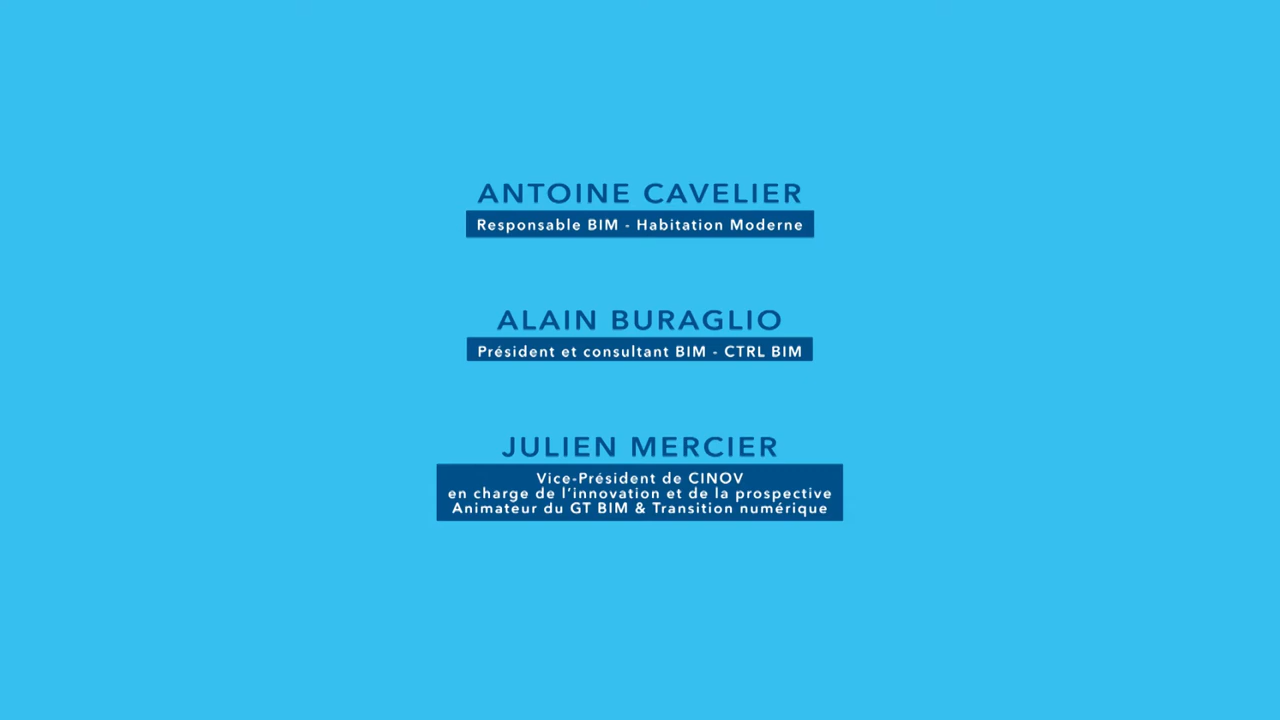 ANTOINE CAVELIER
Responsable BIM - Habitation Moderne
ALAIN BURAGLIO
Président et consultant BIM - CTRL BIM
JULIEN MERCIER
Vice-Président de CINOV
en charge de l’innovation et de la prospective
Animateur du GT BIM & Transition numérique